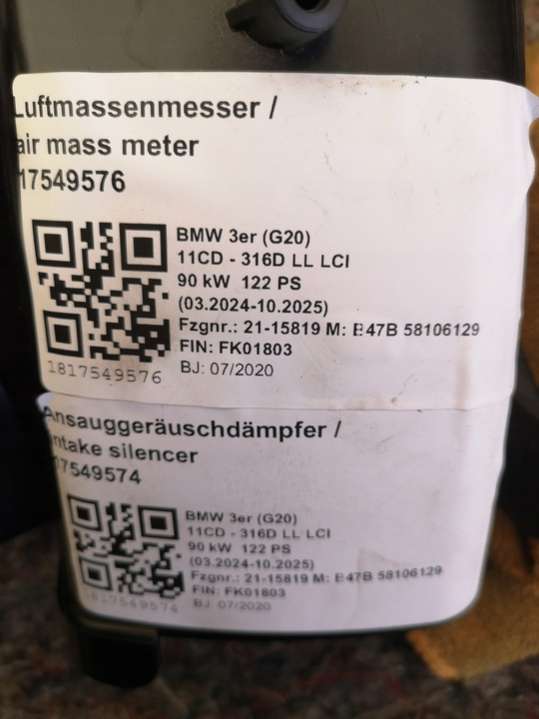 Luftmassenmesser /
air mass meter
17549576
BMW 3er (G20)
11CD - 316D LL LCI
90 kW 122 PS
(03.2024-10.2025)
Fzgnr.: 21-15819 M: B47B 58106129
FIN: FK01803
BJ: 07/2020
1817549576
Ansauggeräuschdämpfer /
intake silencer
17549574
BMW 3er (G20)
11CD - 316D LL LCI
90 kW 122 PS
(03.2024-10.2025)
Fzgnr.: 21-15819 M: B47B 58106129
FIN: FK01803
BJ: 07/2020
1817549574